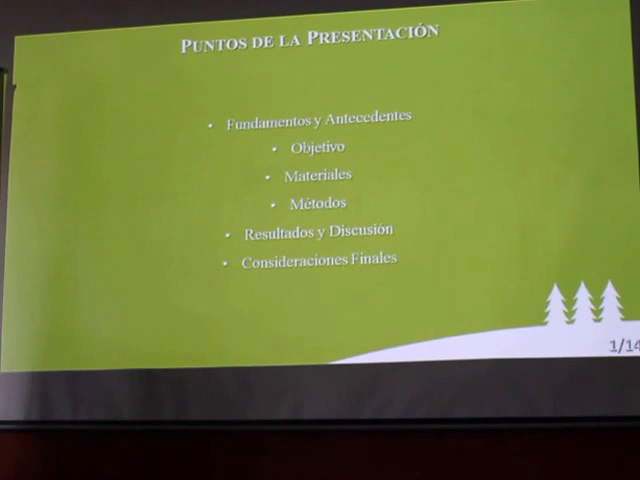 PUNTOS DE LA PRESENTACIÓN
• Fundamentos y Antecedentes
• Objetivo
• Materiales
• Métodos
• Resultados y Discusión
• Consideraciones Finales
1/14